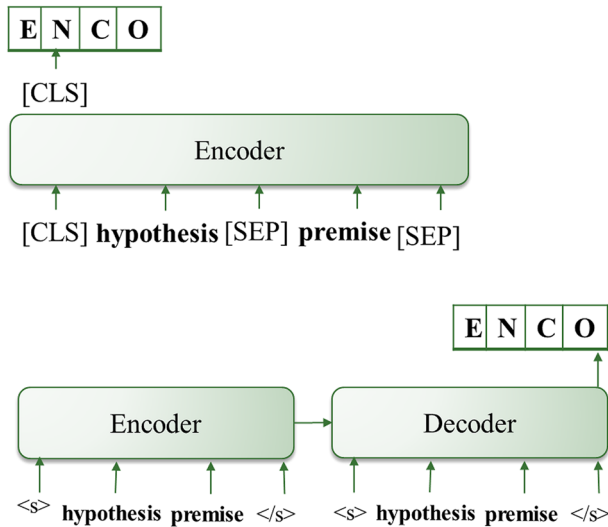 E N C O
[CLS]
Encoder
[CLS] hypothesis [SEP] premise [SEP]
E N C O
Encoder Decoder
<s> hypothesis premise </s> <s> hypothesis premise </s>